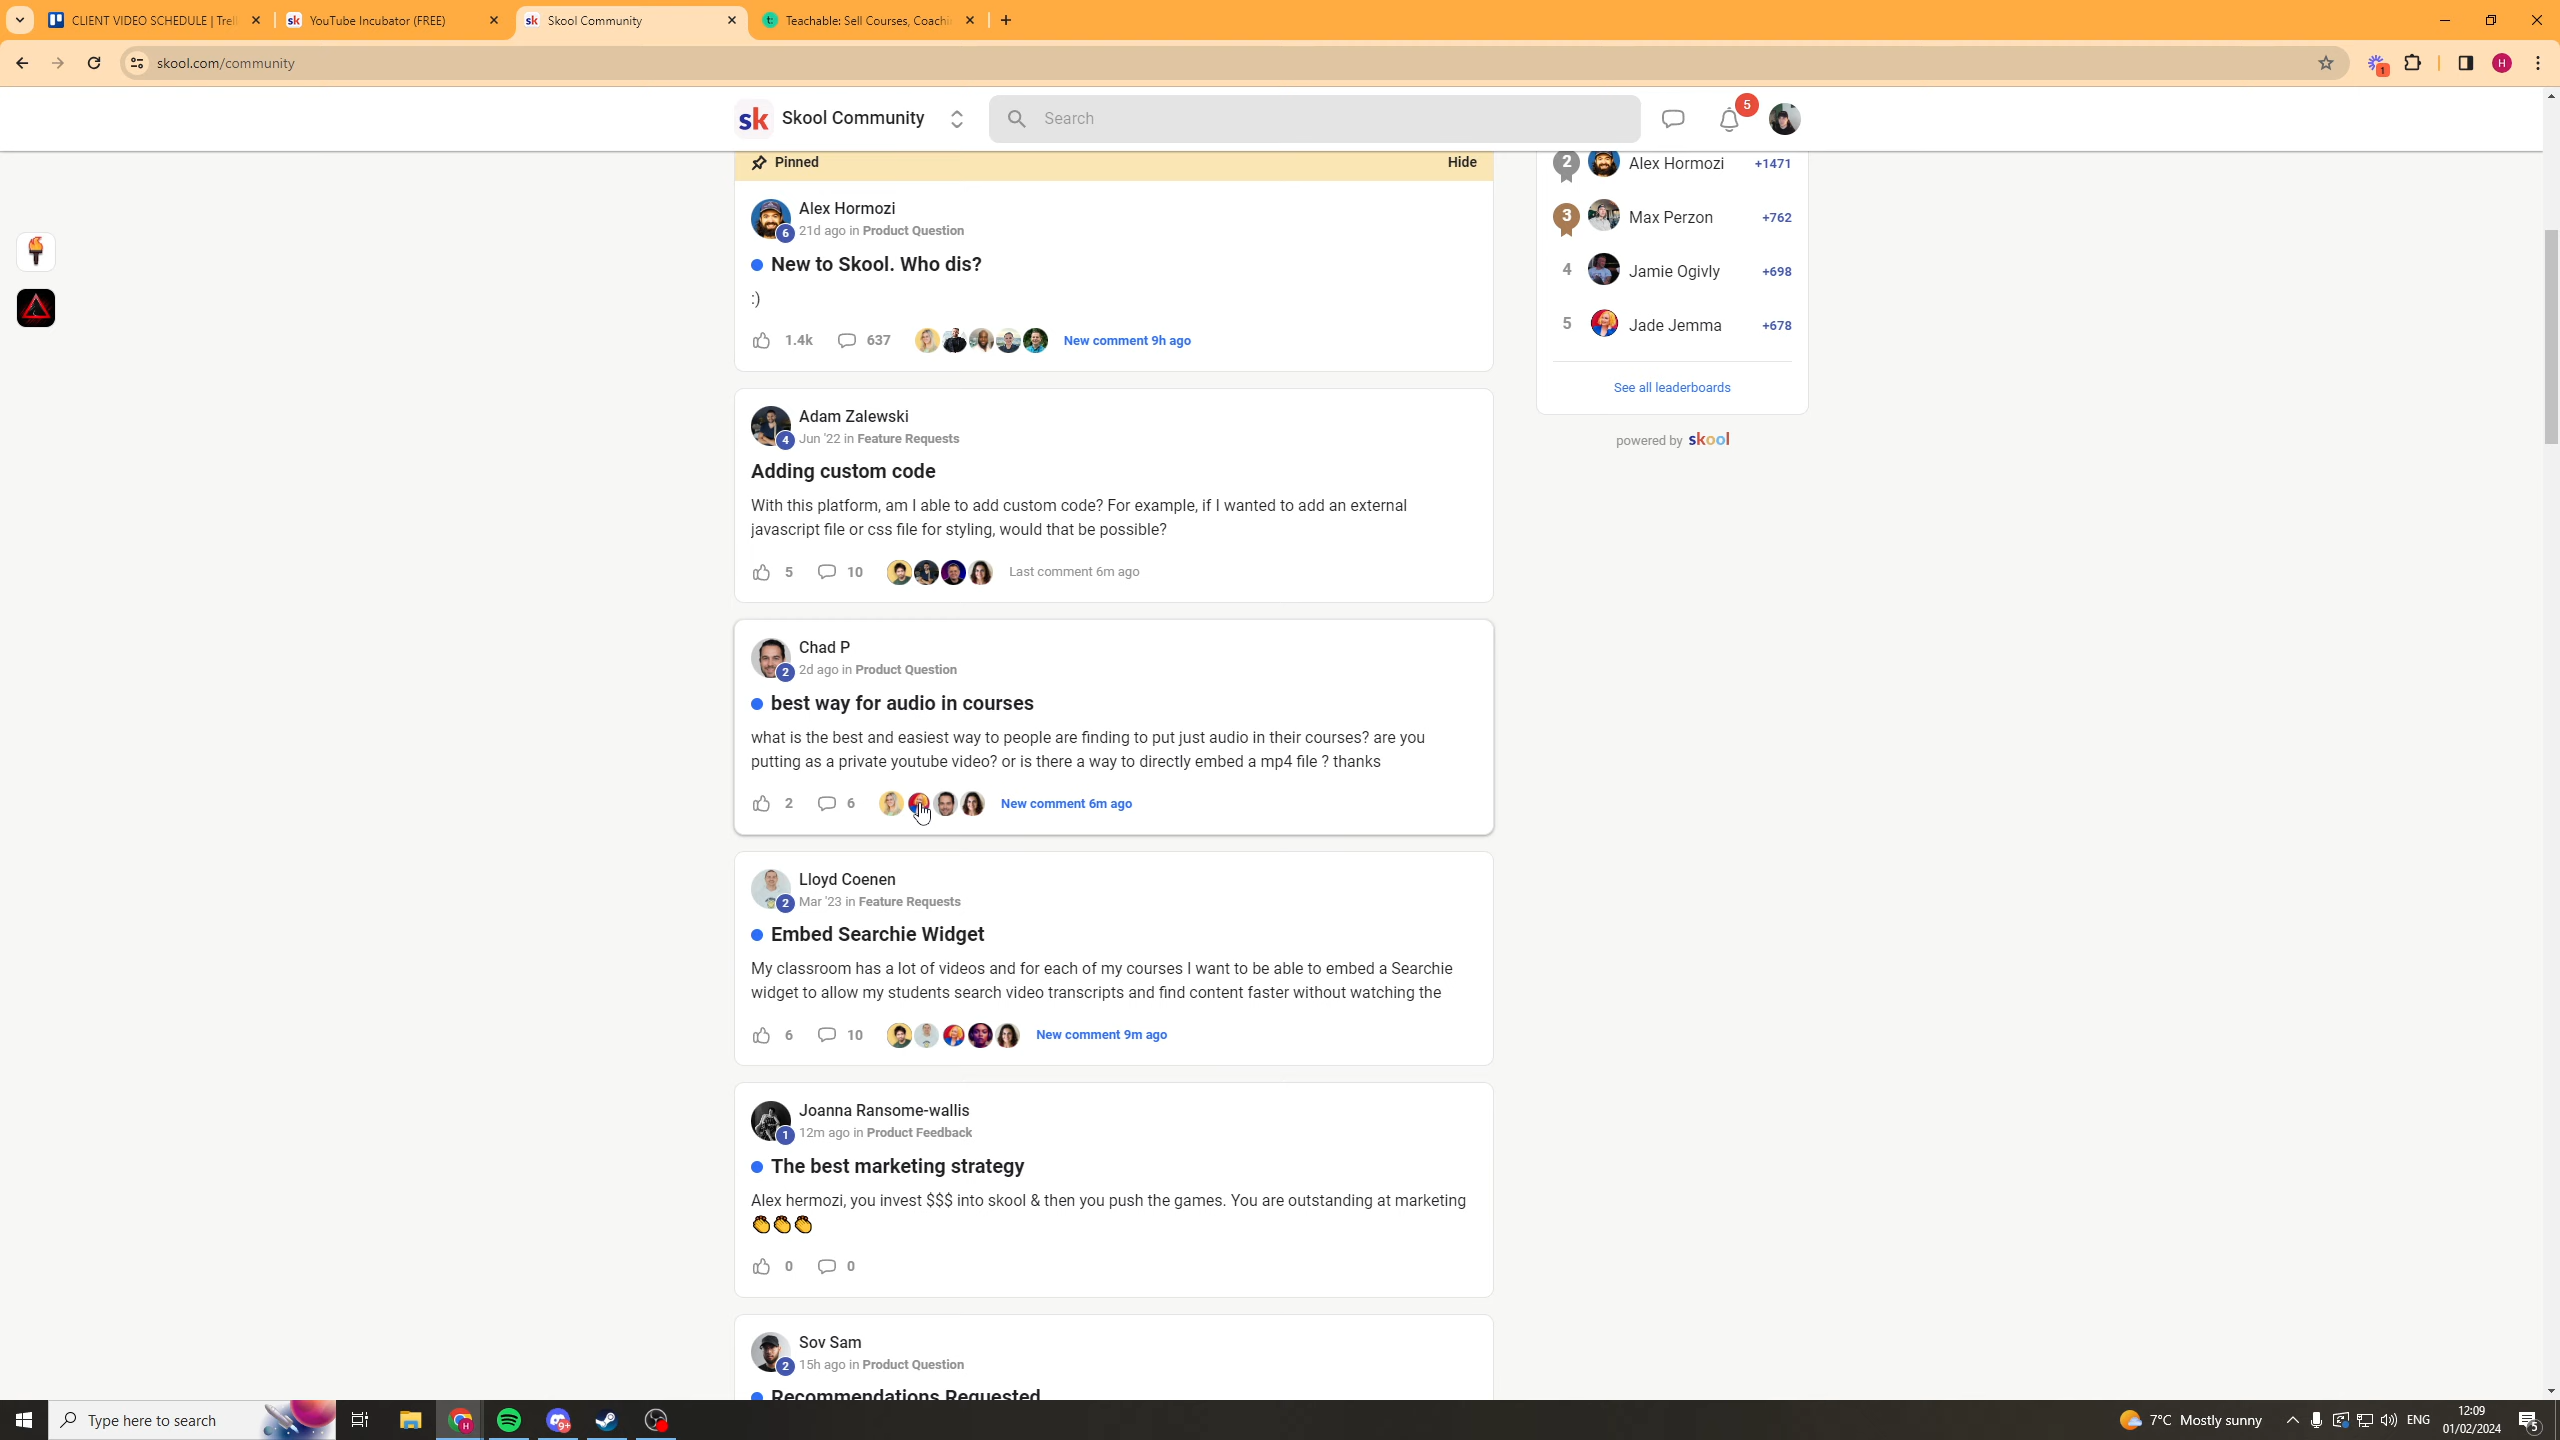 CLIENT VIDEO SCHEDULE | Trel
sk YouTube Incubator (FREE)
sk Skool Community
t: Teachable: Sell Courses, Coachi
skool.com/community
1
H
sk Skool Community
Search
5
Pinned
Hide
Alex Hormozi
6 21d ago in Product Question
New to Skool. Who dis?
:)
1.4k 637 New comment 9h ago
Adam Zalewski
4 Jun '22 in Feature Requests
Adding custom code
With this platform, am I able to add custom code? For example, if I wanted to add an external
javascript file or css file for styling, would that be possible?
5 10 Last comment 6m ago
Chad P
2 2d ago in Product Question
best way for audio in courses
what is the best and easiest way to people are finding to put just audio in their courses? are you
putting as a private youtube video? or is there a way to directly embed a mp4 file ? thanks
2 6 New comment 6m ago
Lloyd Coenen
2 Mar '23 in Feature Requests
Embed Searchie Widget
My classroom has a lot of videos and for each of my courses I want to be able to embed a Searchie
widget to allow my students search video transcripts and find content faster without watching the
6 10 New comment 9m ago
Joanna Ransome-wallis
1 12m ago in Product Feedback
The best marketing strategy
Alex hermozi, you invest $$$ into skool & then you push the games. You are outstanding at marketing
👏👏👏
0 0
Sov Sam
2 15h ago in Product Question
Recommendations Requested
2 Alex Hormozi +1471
3 Max Perzon +762
4 Jamie Ogivly +698
5 Jade Jemma +678
See all leaderboards
powered by skool
Type here to search
H
9+
7°C Mostly sunny
ENG
12:09
01/02/2024
5